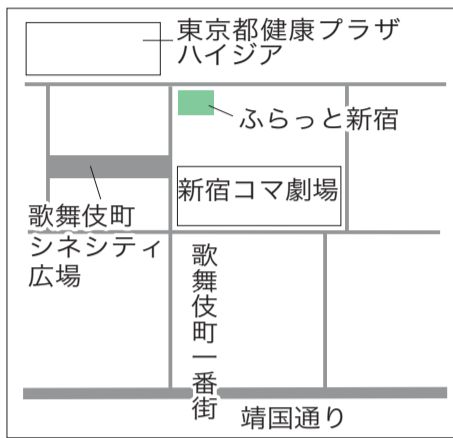 東京都健康プラザ
ハイジア
ふらっと新宿
新宿コマ劇場
歌舞伎町
シネシティ
広場
歌舞伎町一番街
靖国通り